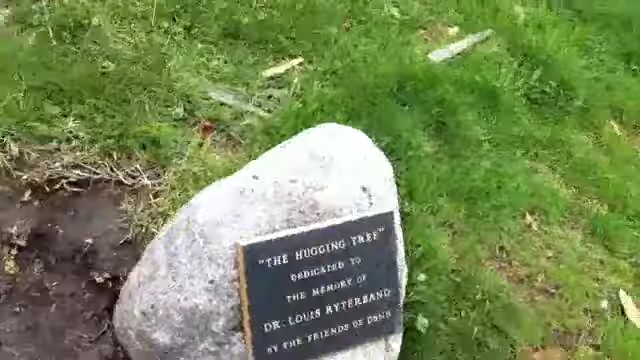 "THE HUGGING TREE"
DEDICATED TO
THE MEMORY OF
DR. LOUIS RYTERBAND
BY THE FRIENDS OF